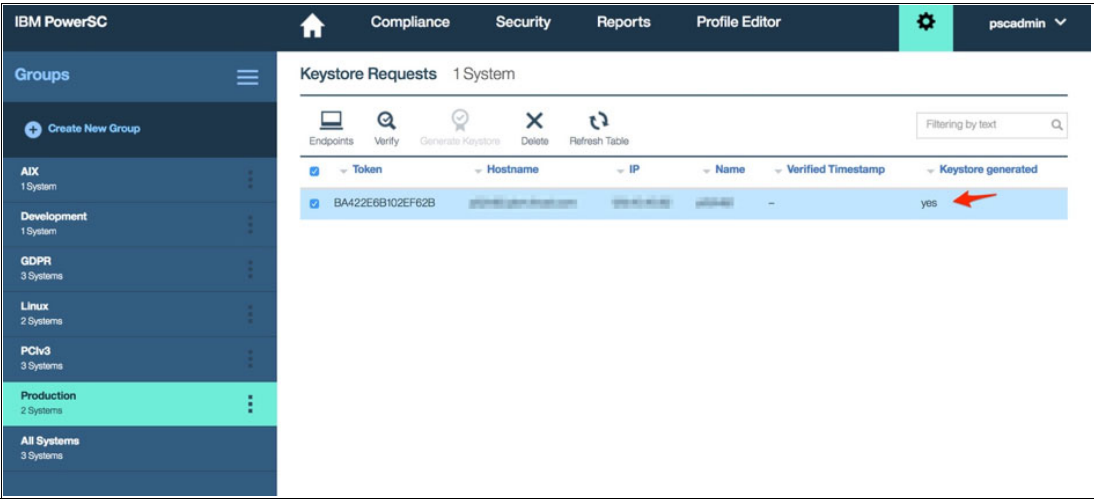 IBM PowerSC
Compliance Security Reports Profile Editor pscadmin
Groups
Create New Group
AIX
1 System
Development
1 System
GDPR
3 Systems
Linux
2 Systems
PCIv3
3 Systems
Production
2 Systems
All Systems
3 Systems
Keystore Requests 1 System
Endpoints Verify Generate Keystore Delete Refresh Table
Filtering by text
Token Hostname IP Name Verified Timestamp Keystore generated
BA422E6B102EF62B – yes